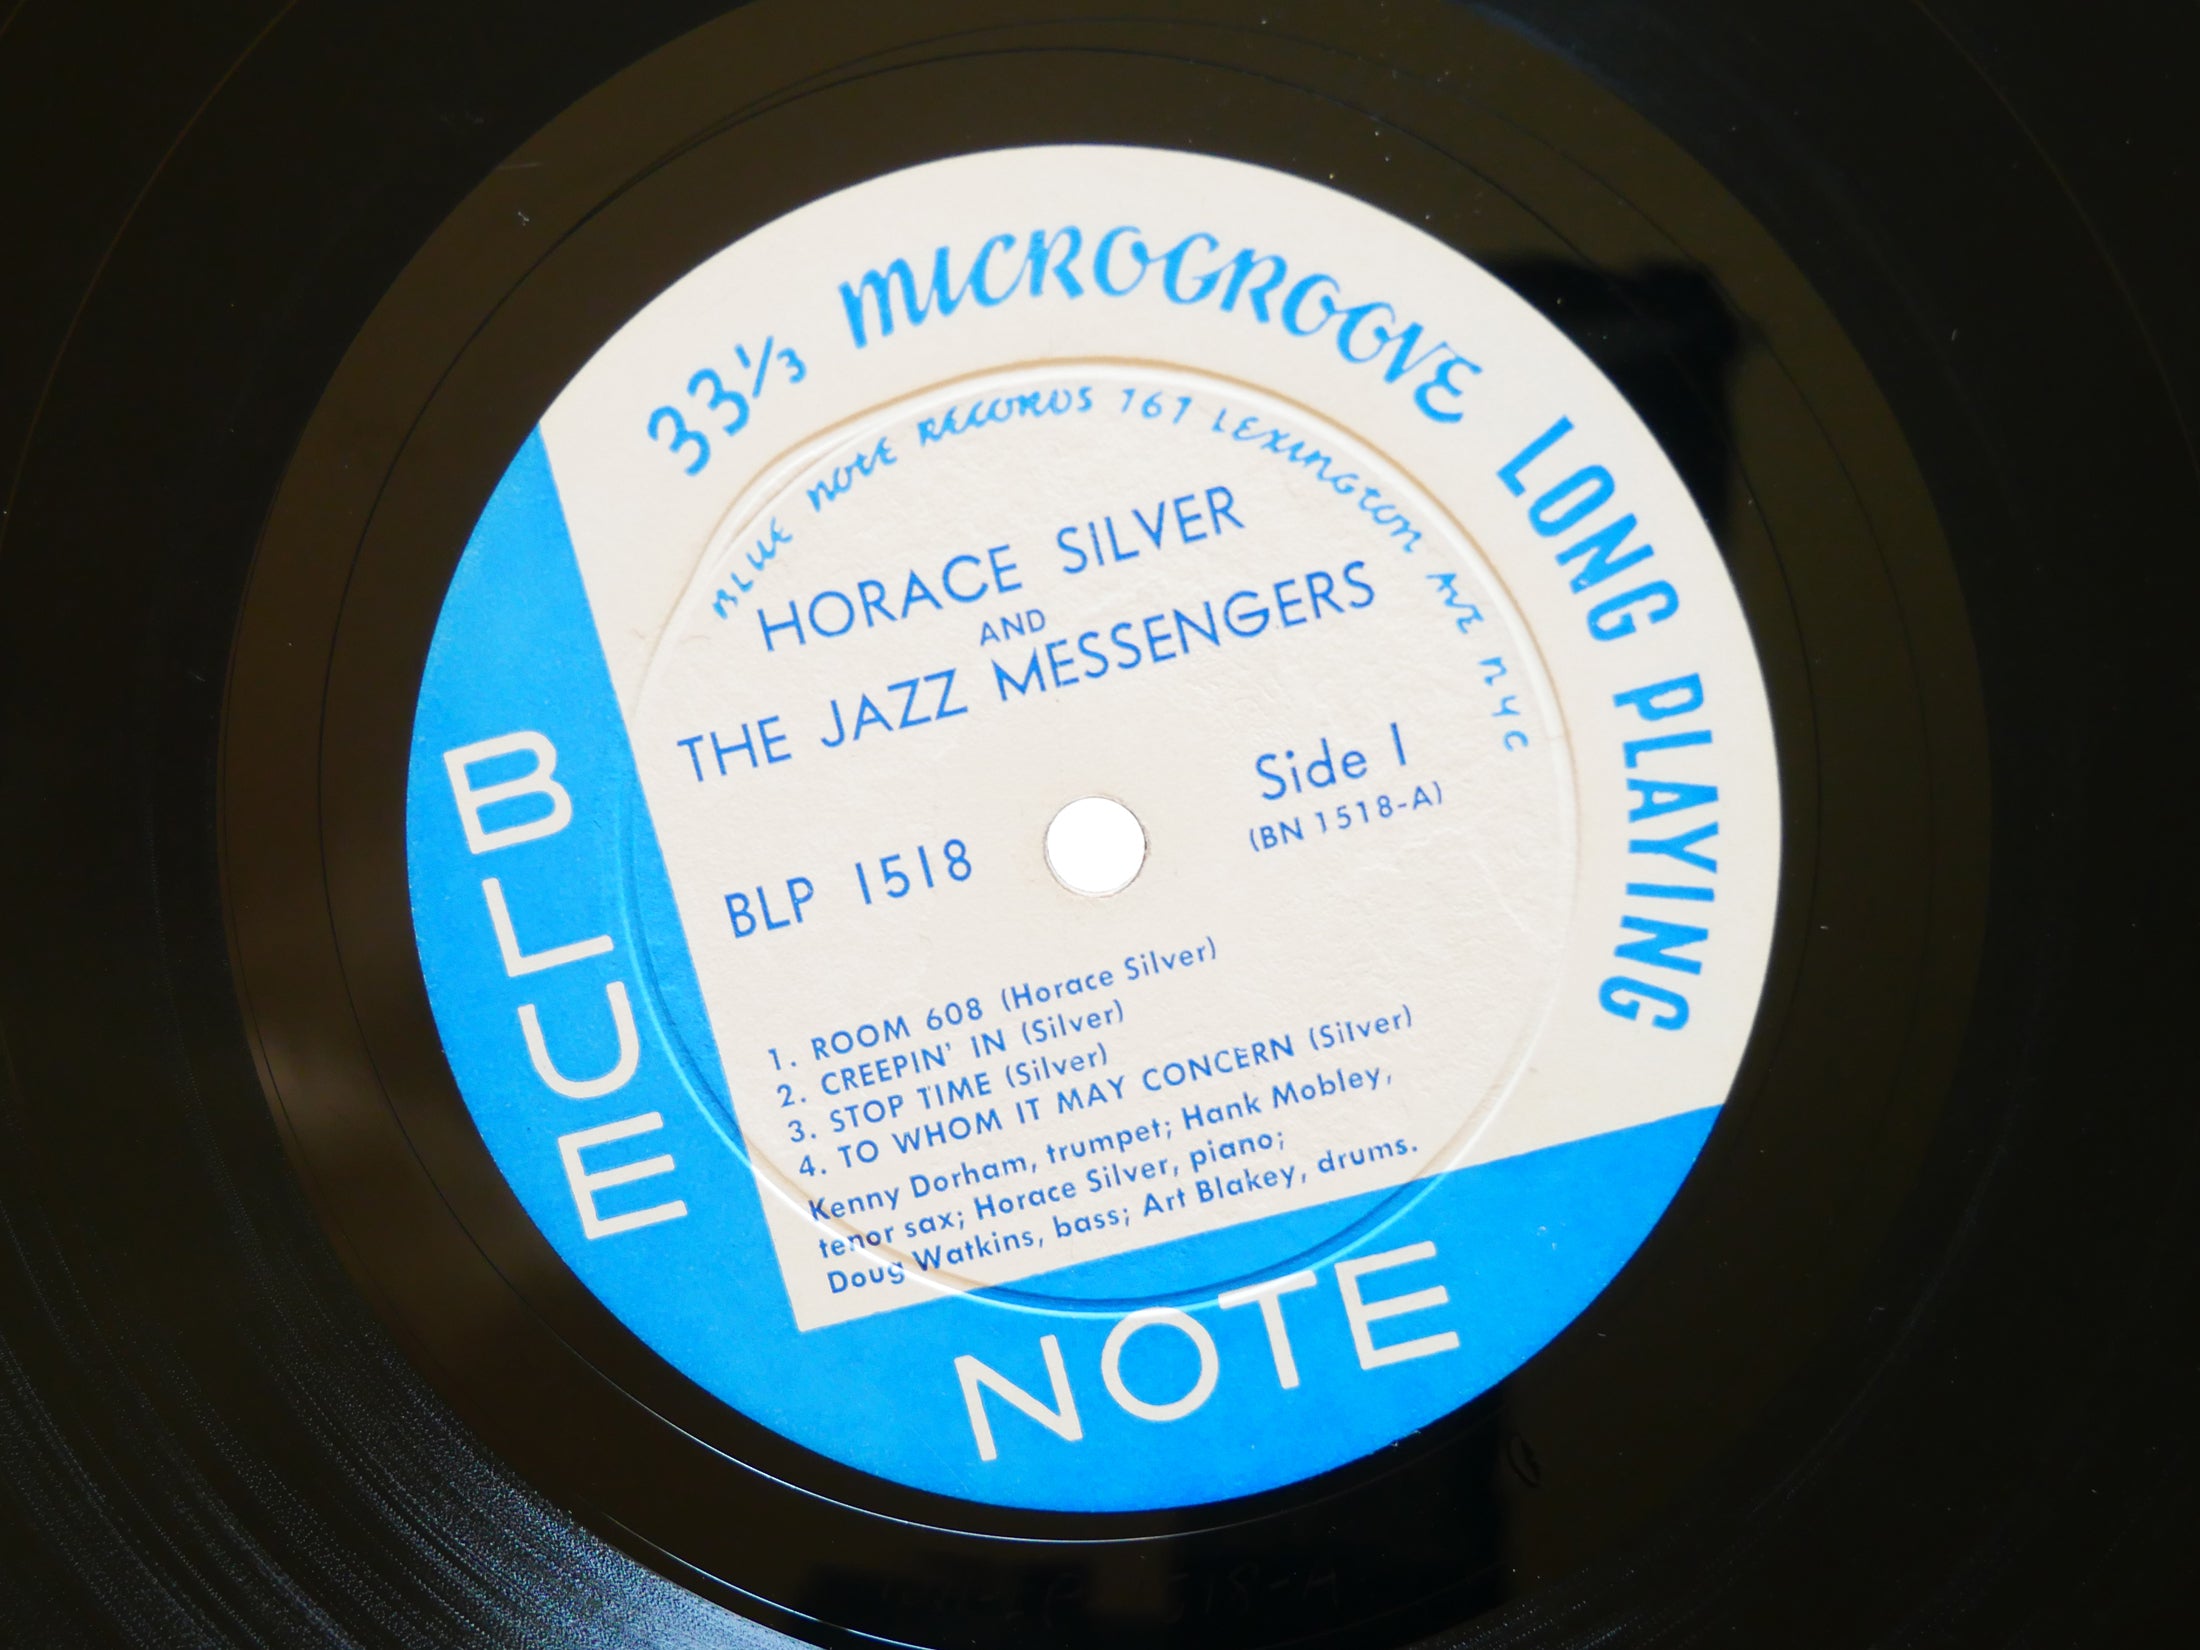 33⅓ MICROGROOVE LONG PLAYING
BLUE NOTE RECORDS 767 LEXINGTON AVE NYC
HORACE SILVER
AND
THE JAZZ MESSENGERS
Side 1
(BN 1518-A)
BLP 1518
1. ROOM 608 (Horace Silver)
2. CREEPIN' IN (Silver)
3. STOP TIME (Silver)
4. TO WHOM IT MAY CONCERN (Silver)
Kenny Dorham, trumpet; Hank Mobley,
tenor sax; Horace Silver, piano;
Doug Watkins, bass; Art Blakey, drums.
BLUE
NOTE